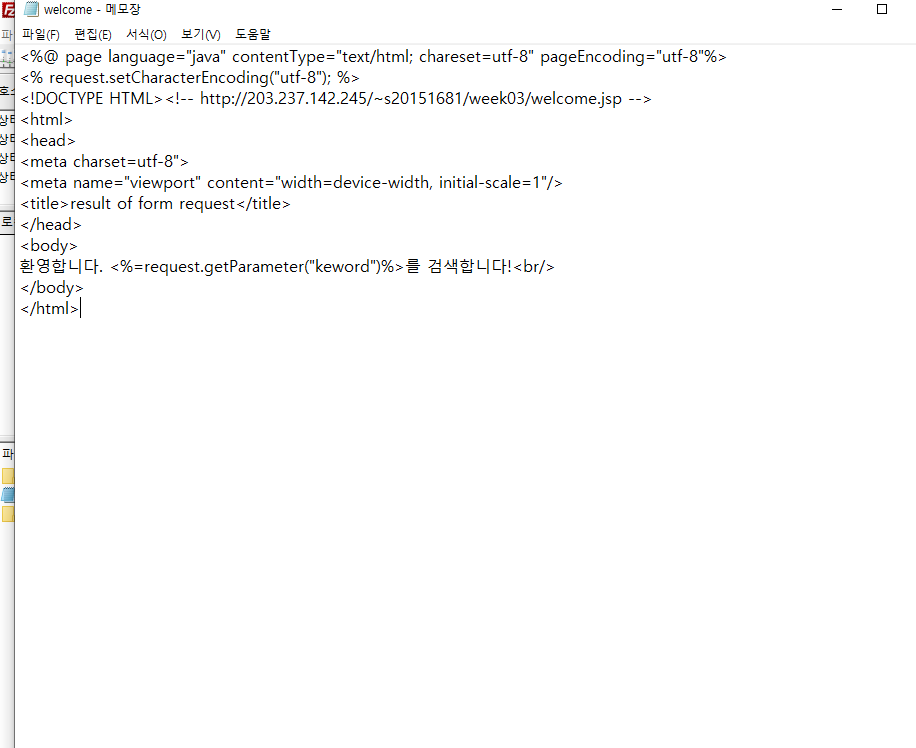 welcome - 메모장
파일(F) 편집(E) 서식(O) 보기(V) 도움말
<%@ page language="java" contentType="text/html; chareset=utf-8" pageEncoding="utf-8"%>
<% request.setCharacterEncoding("utf-8"); %>
<!DOCTYPE HTML><!-- http://203.237.142.245/~s20151681/week03/welcome.jsp -->
<html>
<head>
<meta charset=utf-8">
<meta name="viewport" content="width=device-width, initial-scale=1"/>
<title>result of form request</title>
</head>
<body>
환영합니다. <%=request.getParameter("keword")%>를 검색합니다!<br/>
</body>
</html>